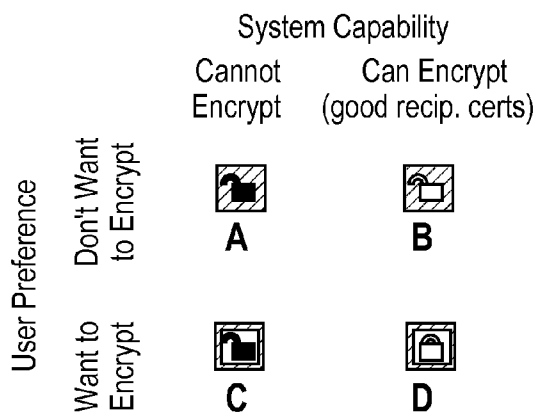 System Capability
Cannot
Encrypt
Can Encrypt
(good recip. certs)
User Preference
Don't Want
to Encrypt
A
B
Want to
Encrypt
C
D